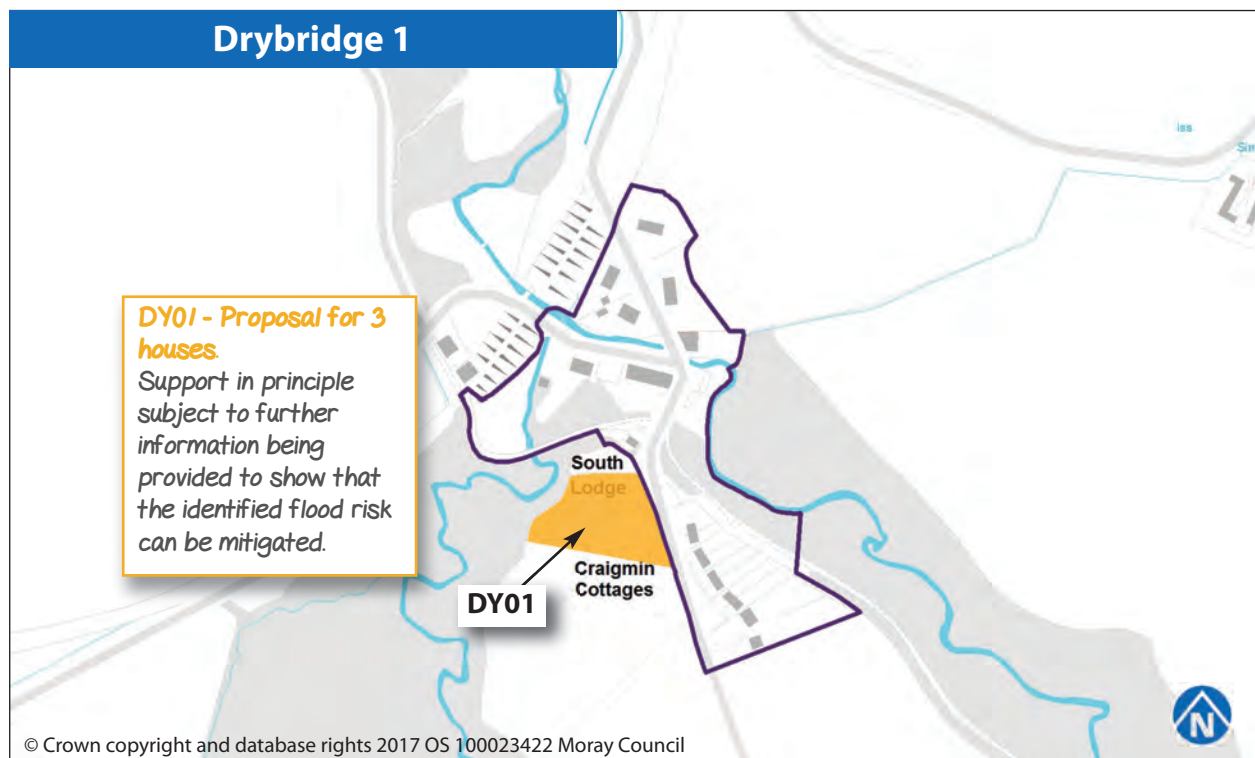 Drybridge 1
iss
Sim
DY01 - Proposal for 3
houses.
Support in principle
subject to further
information being
provided to show that
the identified flood risk
can be mitigated.
South
Lodge
Craigmin
Cottages
DY01
N
© Crown copyright and database rights 2017 OS 100023422 Moray Council